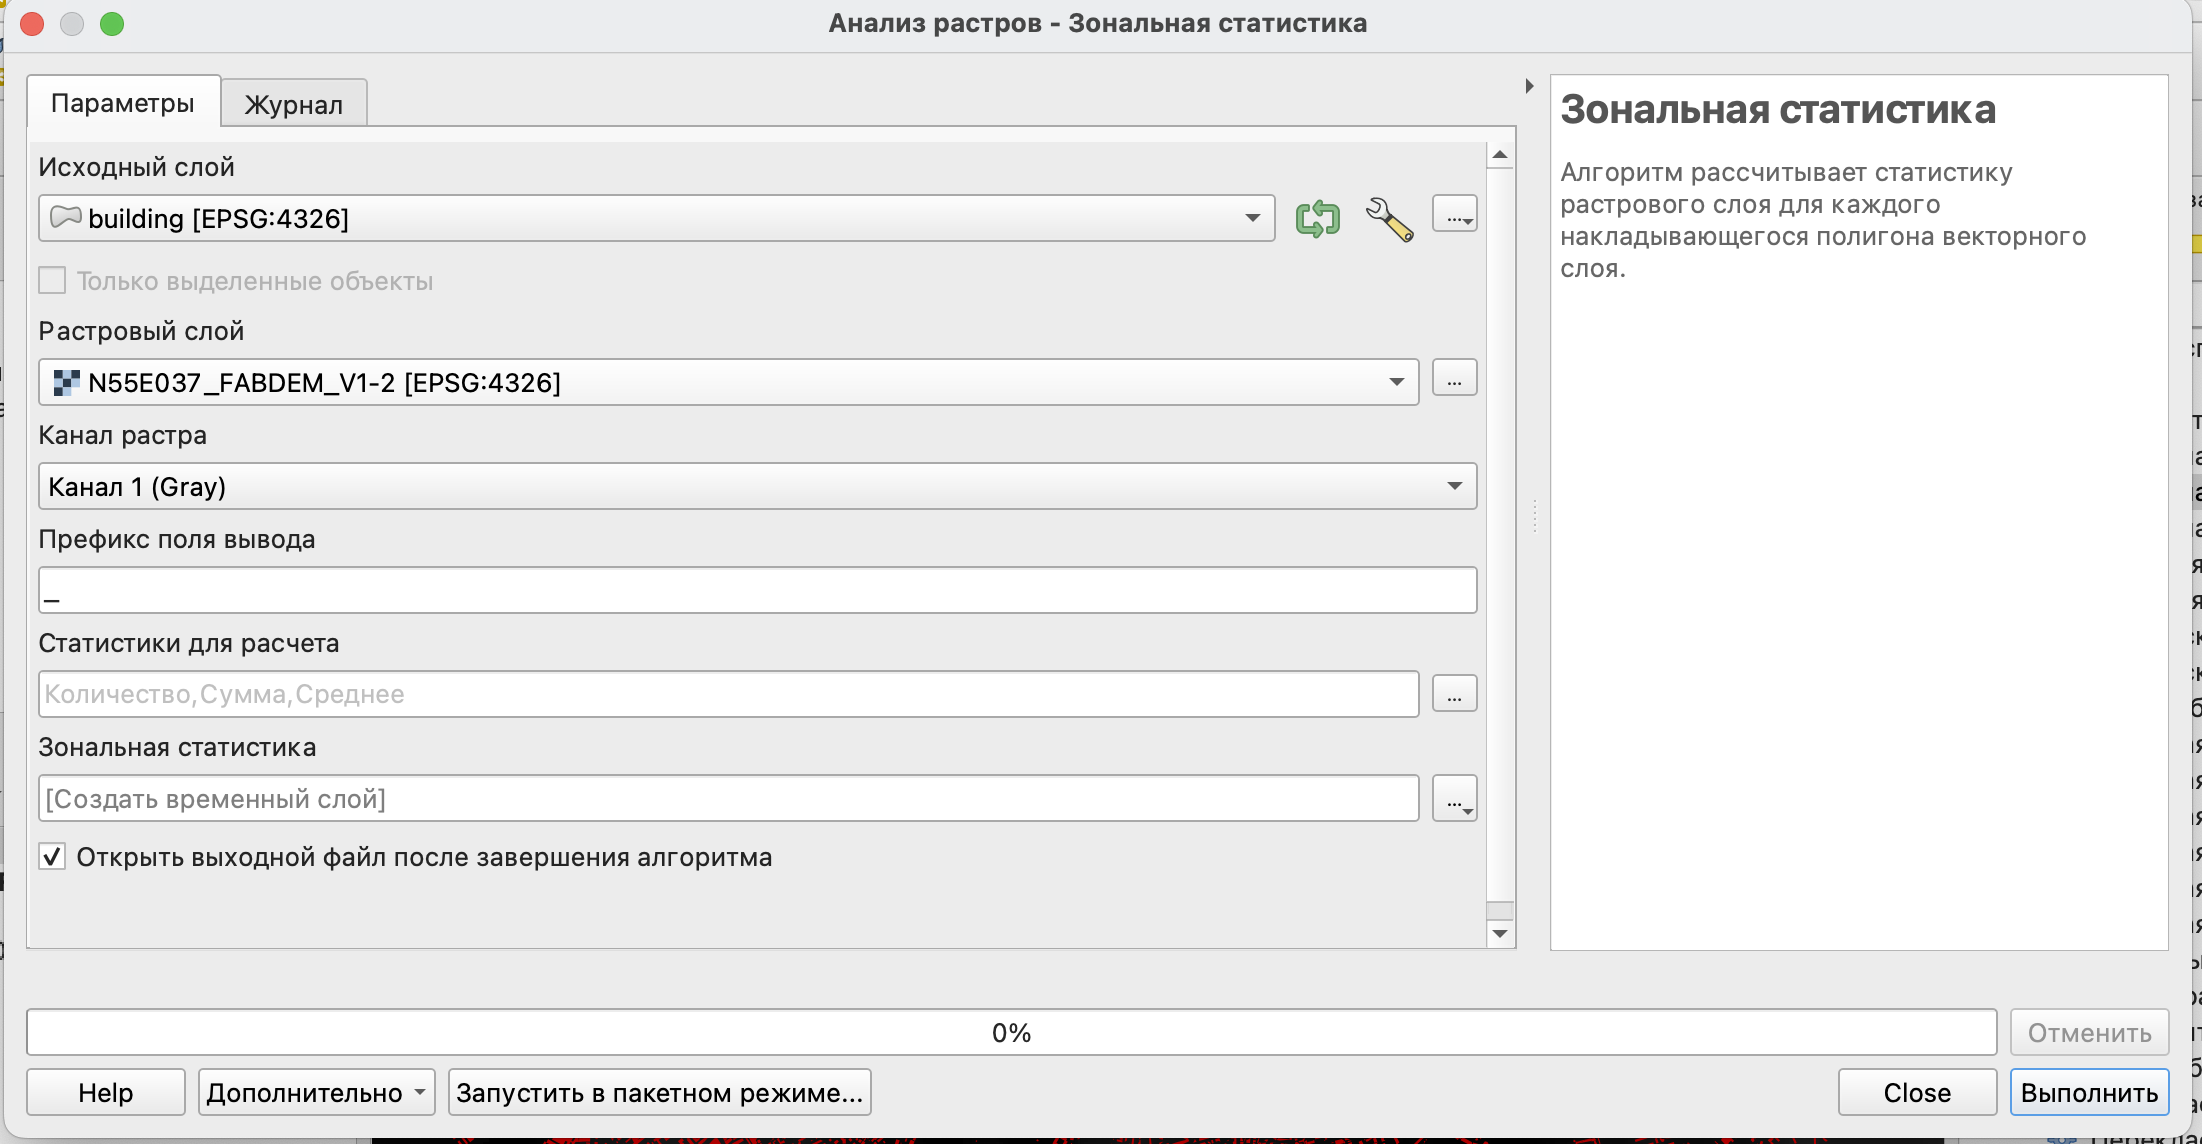 Анализ растров - Зональная статистика
Параметры
Журнал
Исходный слой
building [EPSG:4326]
...
Только выделенные объекты
Растровый слой
N55E037_FABDEM_V1-2 [EPSG:4326]
...
Канал растра
Канал 1 (Gray)
Префикс поля вывода
_
Статистики для расчета
Количество,Сумма,Среднее
...
Зональная статистика
[Создать временный слой]
...
Открыть выходной файл после завершения алгоритма
Зональная статистика
Алгоритм рассчитывает статистику
растрового слоя для каждого
накладывающегося полигона векторного
слоя.
0%
Отменить
Help
Дополнительно
Запустить в пакетном режиме...
Close
Выполнить